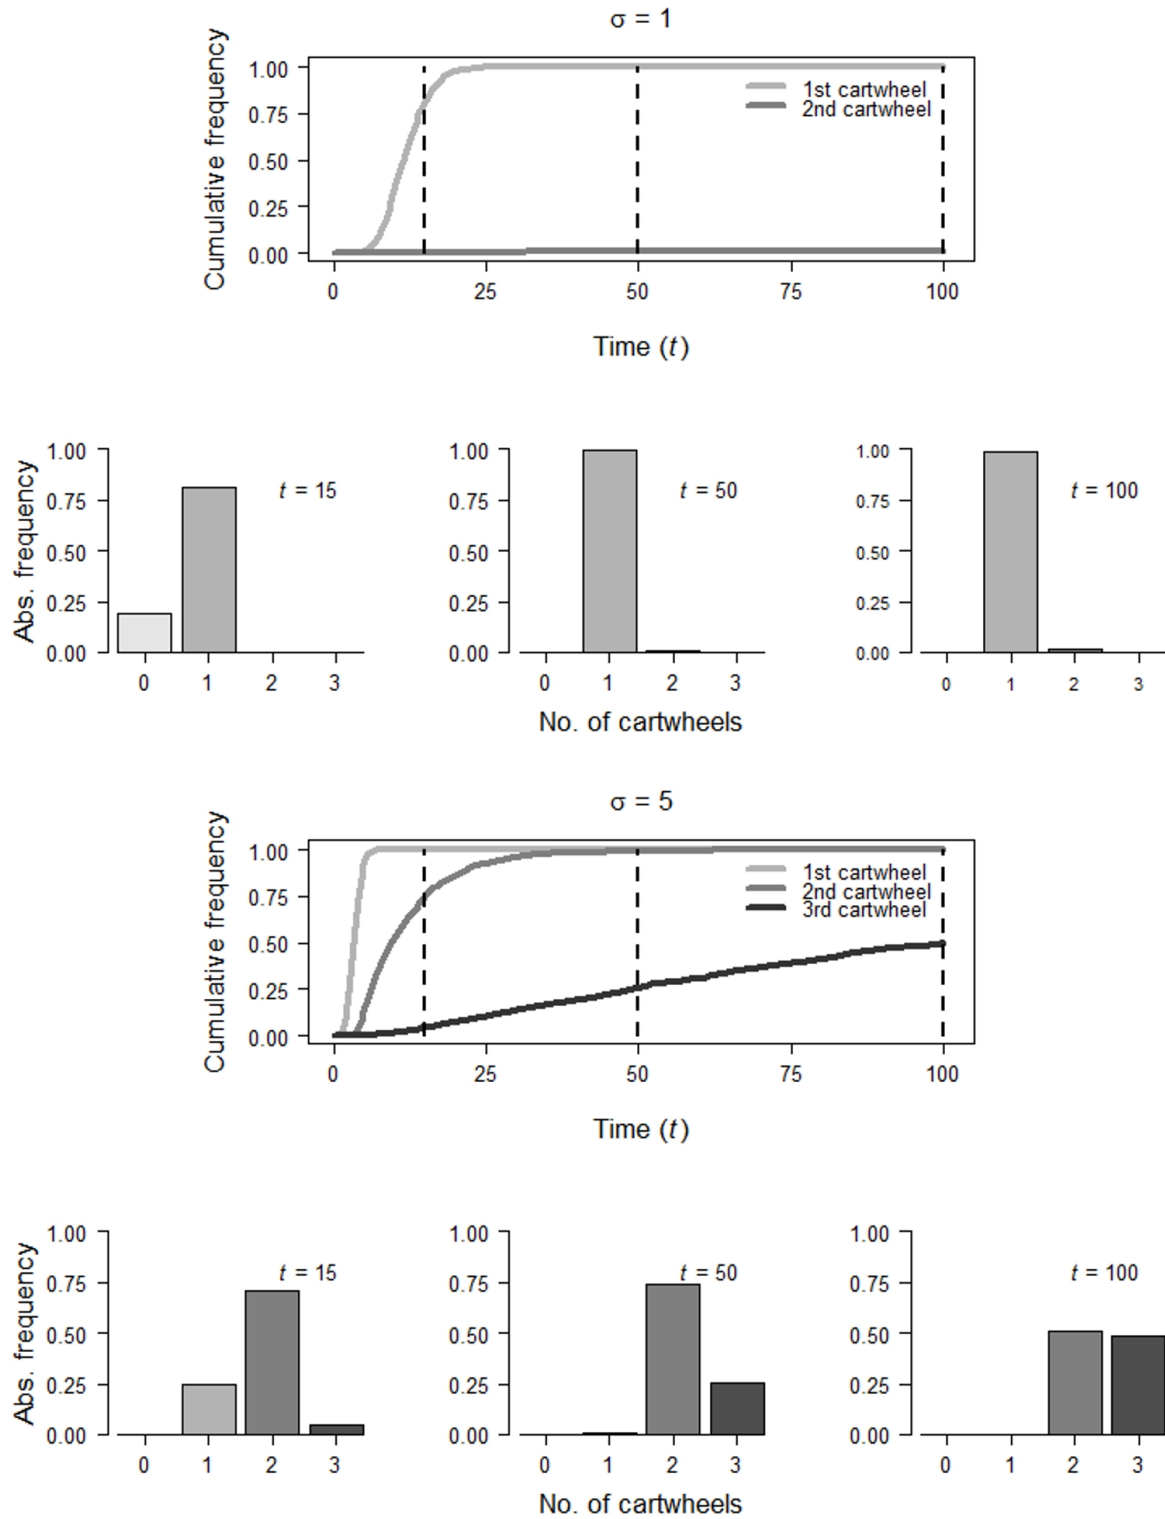 σ = 1
Cumulative frequency
1.00
0.75
0.50
0.25
0.00
1st cartwheel
2nd cartwheel
0 25 50 75 100
Time (t)
Abs. frequency
1.00
0.75
0.50
0.25
0.00
t = 15
0 1 2 3
1.00
0.75
0.50
0.25
0.00
t = 50
0 1 2 3
1.00
0.75
0.50
0.25
0.00
t = 100
0 1 2 3
No. of cartwheels
σ = 5
Cumulative frequency
1.00
0.75
0.50
0.25
0.00
1st cartwheel
2nd cartwheel
3rd cartwheel
0 25 50 75 100
Time (t)
Abs. frequency
1.00
0.75
0.50
0.25
0.00
t = 15
0 1 2 3
1.00
0.75
0.50
0.25
0.00
t = 50
0 1 2 3
1.00
0.75
0.50
0.25
0.00
t = 100
0 1 2 3
No. of cartwheels